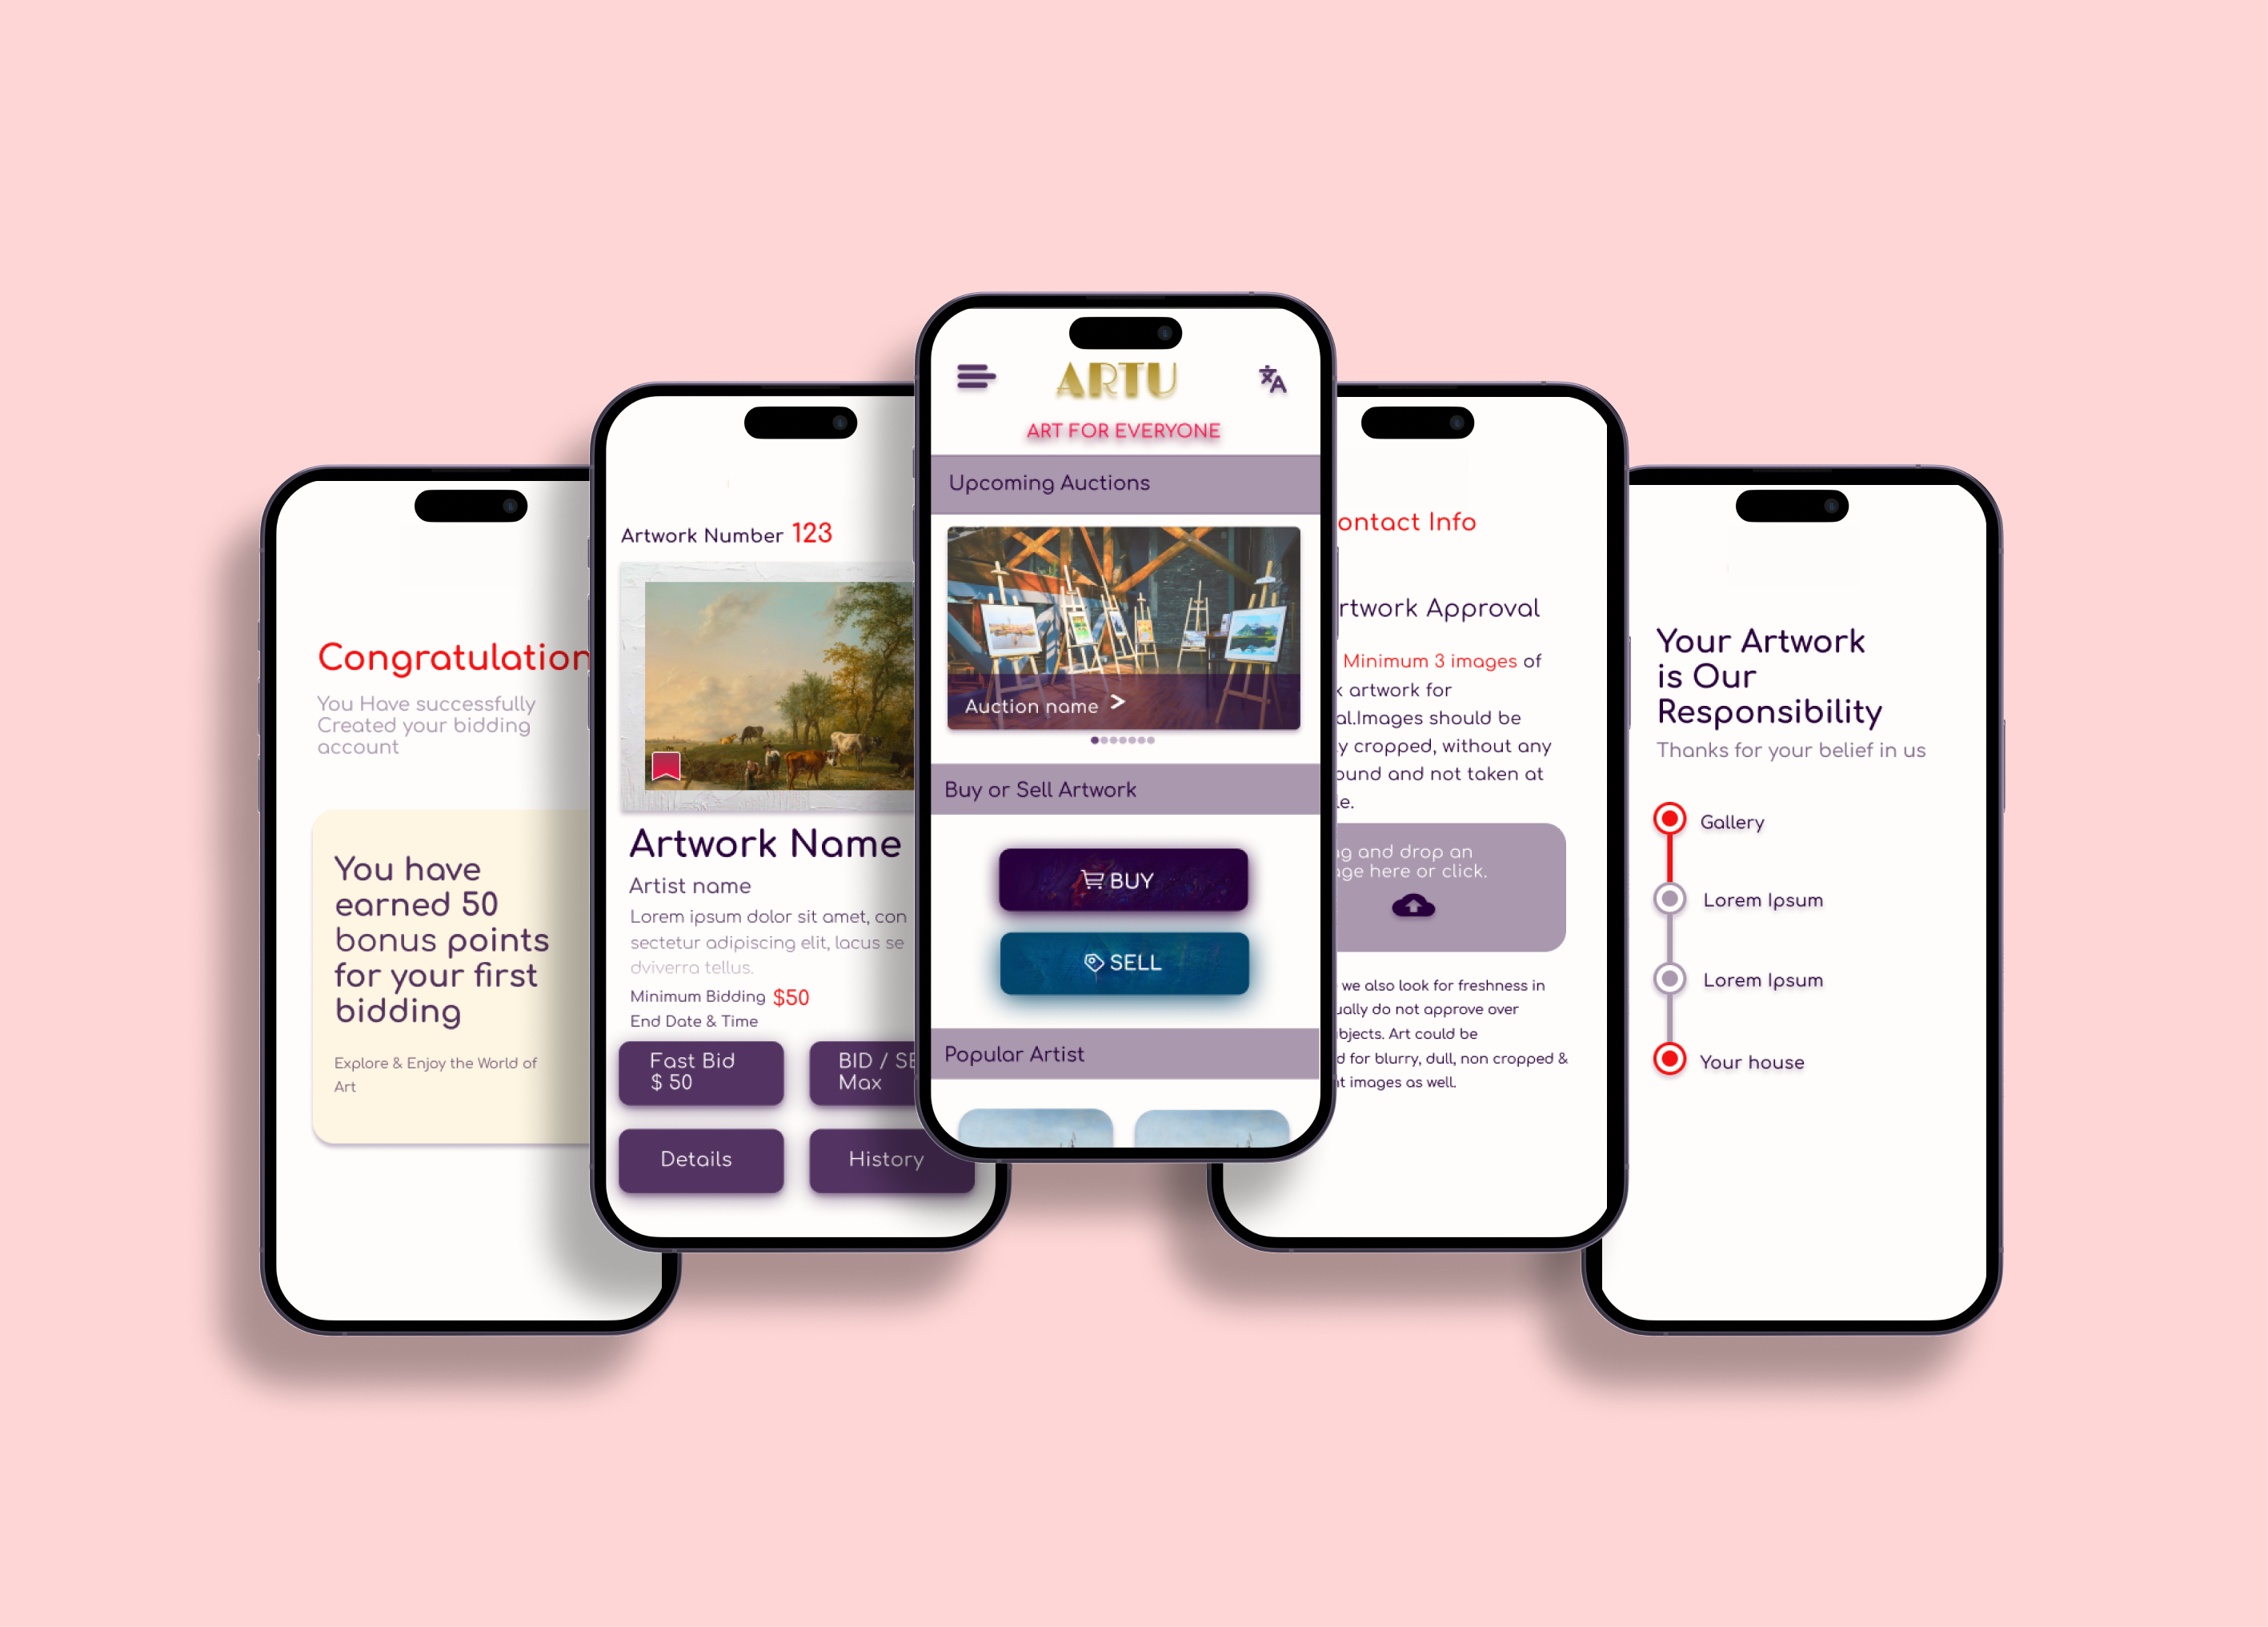 Congratulation
You Have successfully
Created your bidding
account
You have
earned 50
bonus points
for your first
bidding
Explore & Enjoy the World of
Art
Artwork Number 123
Artwork Name
Artist name
Lorem ipsum dolor sit amet, con
sectetur adipiscing elit, lacus se
dviverra tellus.
Minimum Bidding $50
End Date & Time
Fast Bid
$ 50
BID / SE
Max
Details
History
ARTU
ART FOR EVERYONE
Upcoming Auctions
Auction name >
Buy or Sell Artwork
BUY
SELL
Popular Artist
ontact Info
rtwork Approval
Minimum 3 images of
k artwork for
al.Images should be
y cropped, without any
ound and not taken at
le.
ng and drop an
age here or click.
we also look for freshness in
ually do not approve over
bjects. Art could be
d for blurry, dull, non cropped &
nt images as well.
Your Artwork
is Our
Responsibility
Thanks for your belief in us
Gallery
Lorem Ipsum
Lorem Ipsum
Your house